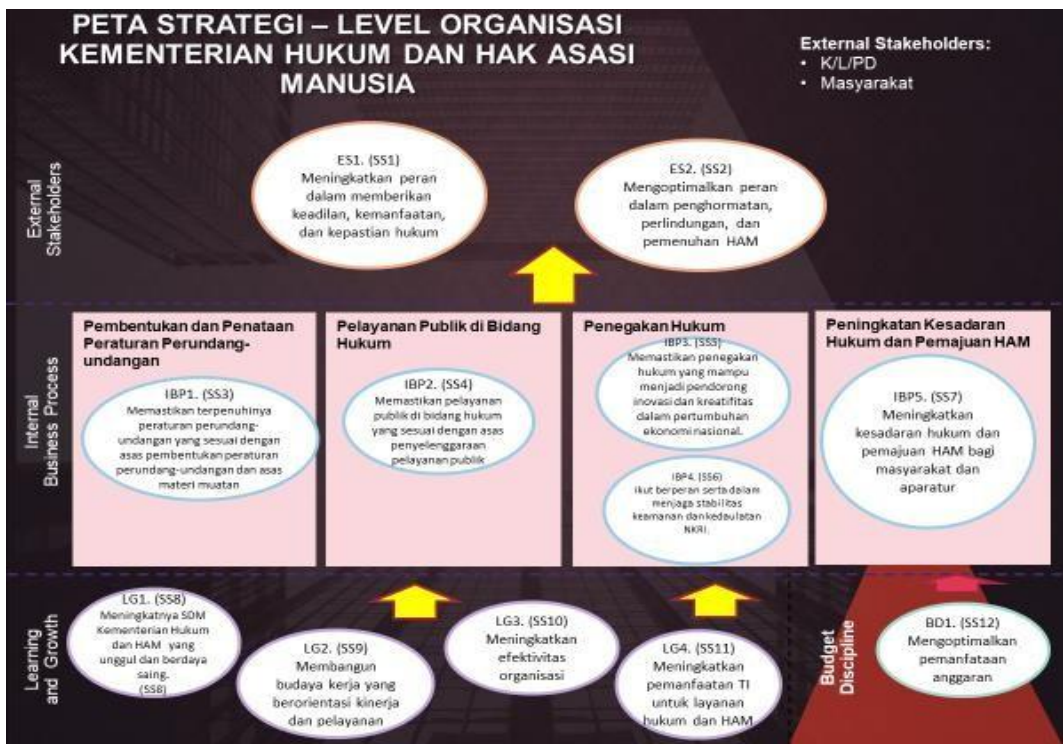 PETA STRATEGI – LEVEL ORGANISASI
KEMENTERIAN HUKUM DAN HAK ASASI
MANUSIA
External Stakeholders:
• K/L/PD
• Masyarakat
External
Stakeholders
ES1. (SS1)
Meningkatkan peran
dalam memberikan
keadilan, kemanfaatan,
dan kepastian hukum
ES2. (SS2)
Mengoptimalkan peran
dalam penghormatan,
perlindungan, dan
pemenuhan HAM
Internal
Business Process
Pembentukan dan Penataan
Peraturan Perundang-
undangan
IBP1. (SS3)
Memastikan terpenuhinya
peraturan perundang-
undangan yang sesuai dengan
asas pembentukan peraturan
perundang-undangan dan asas
materi muatan
Pelayanan Publik di Bidang
Hukum
IBP2. (SS4)
Memastikan pelayanan
publik di bidang hukum
yang sesuai dengan asas
penyelenggaraan
pelayanan publik
Penegakan Hukum
IBP3. (SS5)
Memastikan penegakan
hukum yang mampu
menjadi pendorong
inovasi dan kreatifitas
dalam pertumbuhan
ekonomi nasional.
IBP4. (SS6)
ikut berperan serta dalam
menjaga stabilitas
keamanan dan kedaulatan
NKRI.
Peningkatan Kesadaran
Hukum dan Pemajuan HAM
IBP5. (SS7)
Meningkatkan
kesadaran hukum dan
pemajuan HAM bagi
masyarakat dan
aparatur
Learning
and Growth
LG1. (SS8)
Meningkatnya SDM
Kementerian Hukum
dan HAM yang
unggul dan berdaya
saing.
(SS8)
LG2. (SS9)
Membangun
budaya kerja yang
berorientasi kinerja
dan pelayanan
LG3. (SS10)
Meningkatkan
efektivitas
organisasi
LG4. (SS11)
Meningkatkan
pemanfaatan TI
untuk layanan
hukum dan HAM
Budget
Discipline
BD1. (SS12)
Mengoptimalkan
pemanfataan
anggaran